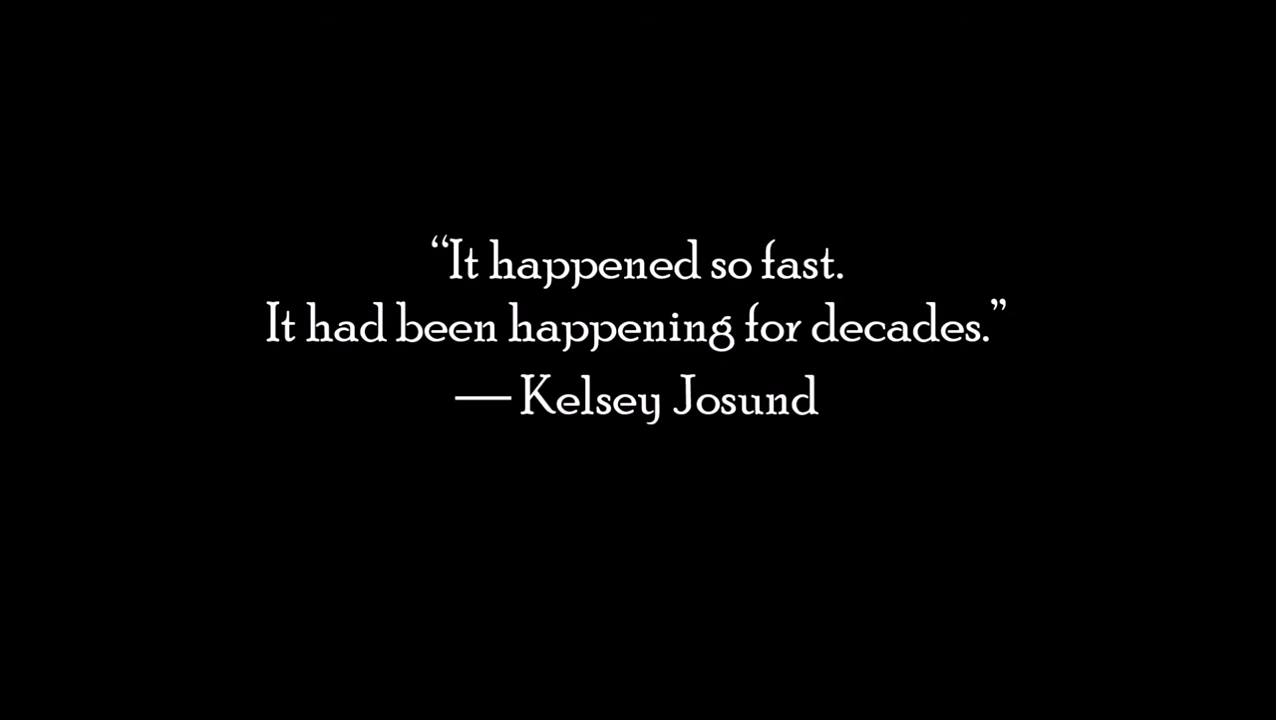 “It happened so fast.
It had been happening for decades.”
— Kelsey Josund